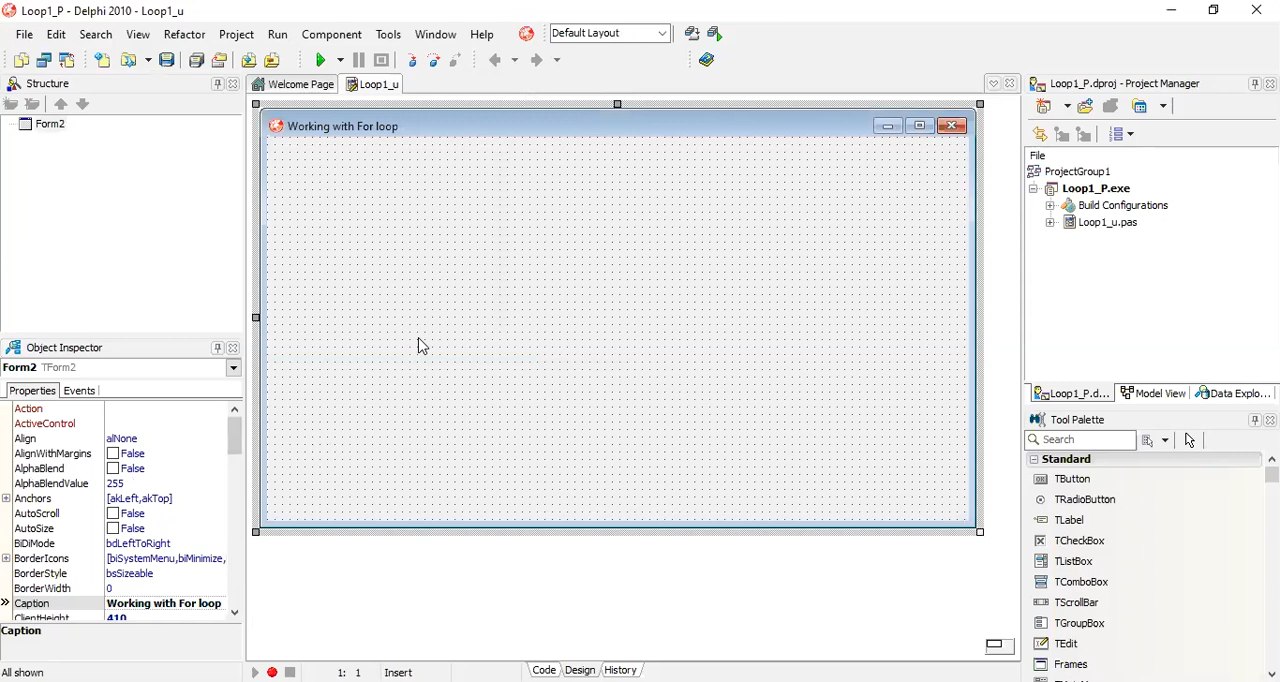 Loop1_P - Delphi 2010 - Loop1_u
File Edit Search View Refactor Project Run Component Tools Window Help Default Layout
Structure
Form2
Welcome Page Loop1_u
Working with For loop
Loop1_P.dproj - Project Manager
File
ProjectGroup1
Loop1_P.exe
Build Configurations
Loop1_u.pas
Object Inspector
Form2 TForm2
Properties Events
Action
ActiveControl
Align alNone
AlignWithMargins False
AlphaBlend False
AlphaBlendValue 255
Anchors [akLeft,akTop]
AutoScroll False
AutoSize False
BiDiMode bdLeftToRight
BorderIcons [biSystemMenu,biMinimize,
BorderStyle bsSizeable
BorderWidth 0
Caption Working with For loop
ClientHeight 410
Caption
All shown
1: 1 Insert
Code Design History
Loop1_P.d... Model View Data Explo...
Tool Palette
Search
Standard
TButton
TRadioButton
TLabel
TCheckBox
TListBox
TComboBox
TScrollBar
TGroupBox
TEdit
Frames